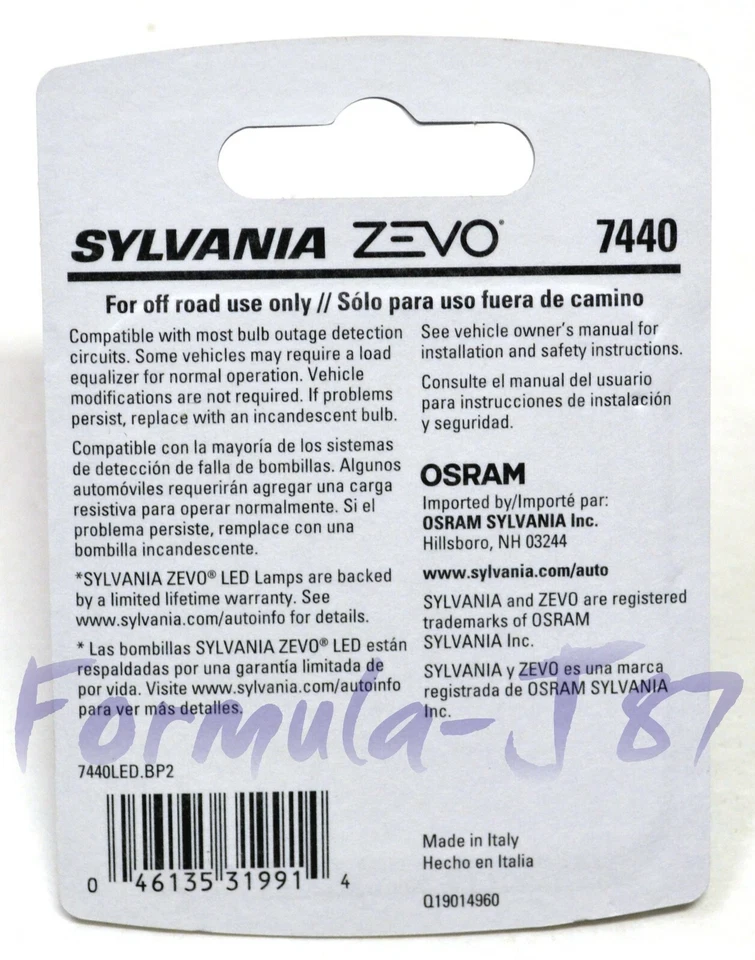 SYLVANIA ZEVO® 7440
For off road use only // Sólo para uso fuera de camino
Compatible with most bulb outage detection
circuits. Some vehicles may require a load
equalizer for normal operation. Vehicle
modifications are not required. If problems
persist, replace with an incandescent bulb.
Compatible con la mayoría de los sistemas
de detección de falla de bombillas. Algunos
automóviles requerirán agregar una carga
resistiva para operar normalmente. Si el
problema persiste, remplace con una
bombilla incandescente.
*SYLVANIA ZEVO® LED Lamps are backed
by a limited lifetime warranty. See
www.sylvania.com/autoinfo for details.
* Las bombillas SYLVANIA ZEVO® LED están
respaldadas por una garantía limitada de
por vida. Visite www.sylvania.com/autoinfo
para ver más detalles.
See vehicle owner's manual for
installation and safety instructions.
Consulte el manual del usuario
para instrucciones de instalación
y seguridad.
OSRAM
Imported by/Importé par:
OSRAM SYLVANIA Inc.
Hillsboro, NH 03244
www.sylvania.com/auto
SYLVANIA and ZEVO are registered
trademarks of OSRAM
SYLVANIA Inc.
SYLVANIA y ZEVO es una marca
registrada de OSRAM SYLVANIA
Inc.
Formula-J87
7440LED.BP2
0 46135 31991 4
Made in Italy
Hecho en Italia
Q19014960